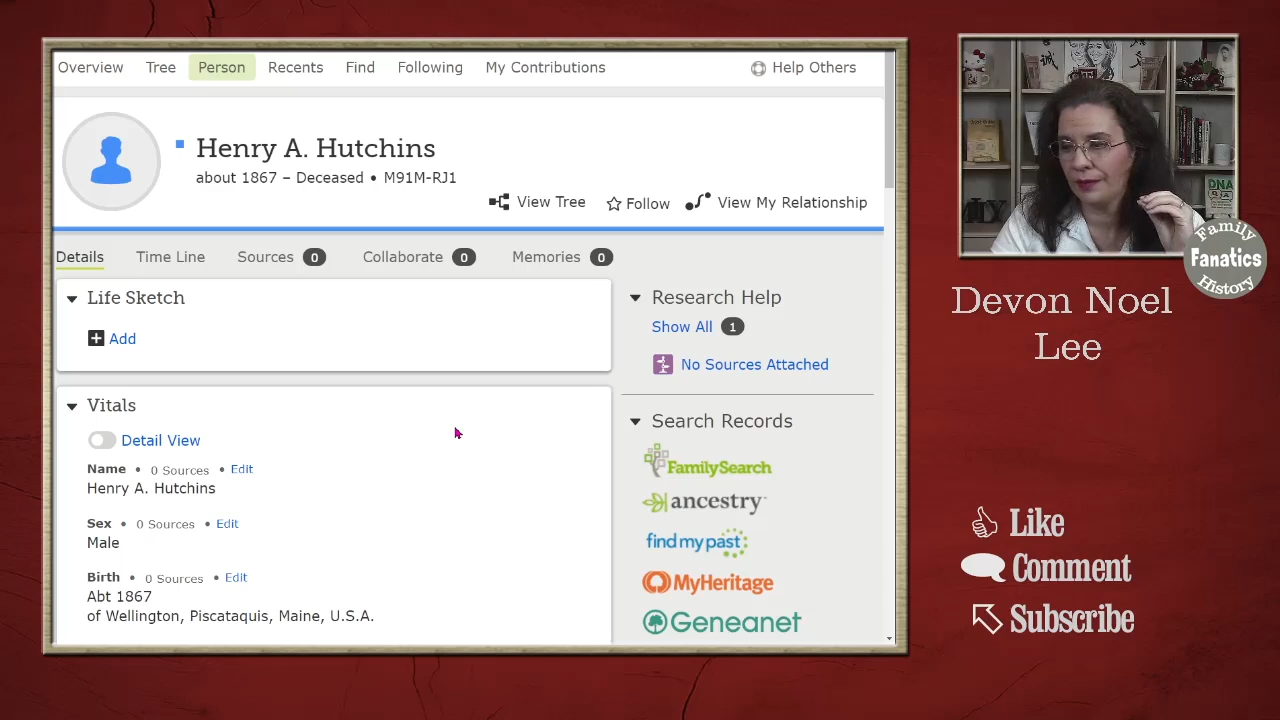 Overview Tree Person Recents Find Following My Contributions Help Others
Henry A. Hutchins
about 1867 – Deceased • M91M-RJ1
View Tree Follow View My Relationship
Details Time Line Sources 0 Collaborate 0 Memories 0
Life Sketch
Add
Vitals
Detail View
Name • 0 Sources • Edit
Henry A. Hutchins
Sex • 0 Sources • Edit
Male
Birth • 0 Sources • Edit
Abt 1867
of Wellington, Piscataquis, Maine, U.S.A.
Research Help
Show All 1
No Sources Attached
Search Records
FamilySearch
ancestry
findmypast
MyHeritage
Geneanet
DNA
Family
Fanatics
History
Devon Noel
Lee
Like
Comment
Subscribe